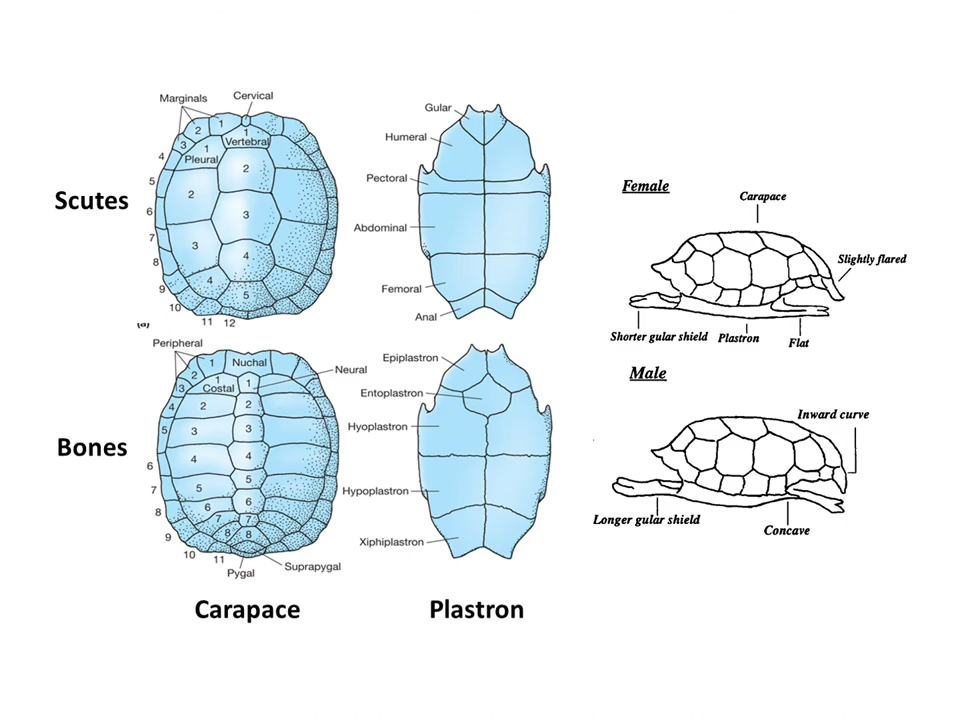 Marginals
Cervical
1
2
3
4
5
6
7
8
9
10
11
12
1
Pleural
2
3
4
1
Vertebral
2
3
4
5
(a)
Scutes
Gular
Humeral
Pectoral
Abdominal
Femoral
Anal
Female
Carapace
Slightly flared
Shorter gular shield
Plastron
Flat
Male
Inward curve
Longer gular shield
Concave
Peripheral
Nuchal
Neural
1
2
3
4
5
6
7
8
9
10
11
1
Costal
2
3
4
5
6
7
8
1
2
3
4
5
6
7
8
Pygal
Suprapygal
Bones
Epiplastron
Entoplastron
Hyoplastron
Hypoplastron
Xiphiplastron
Carapace
Plastron